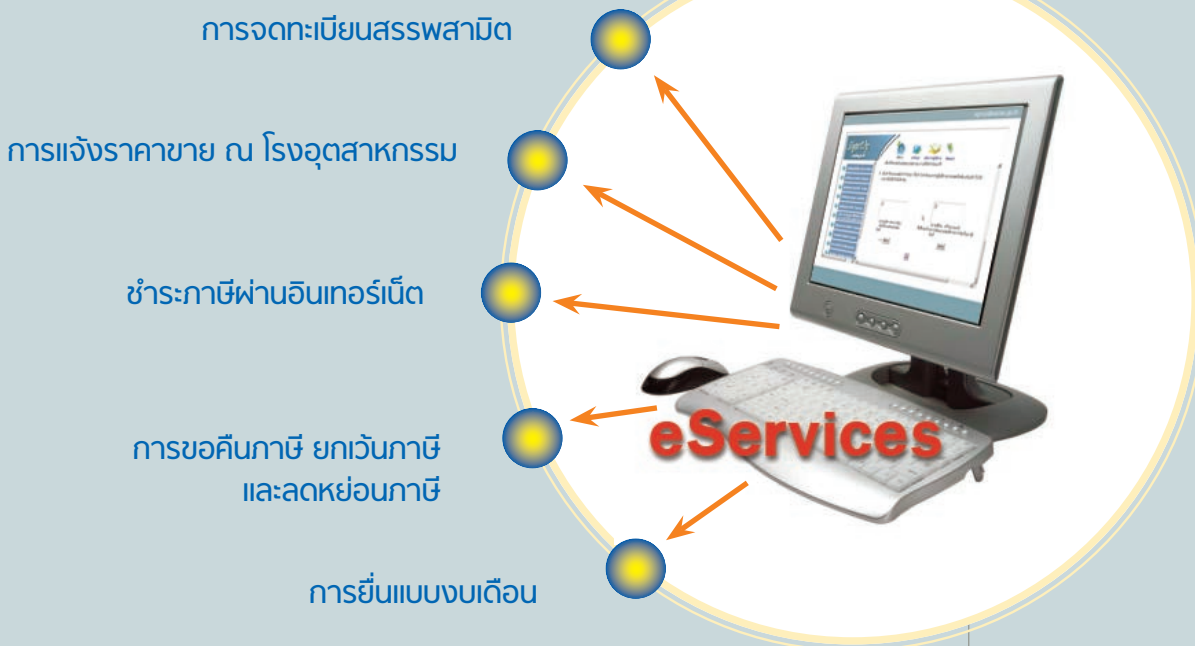 การจดทะเบียนสรรพสามิต
การแจ้งราคาขาย ณ โรงอุตสาหกรรม
ชำระภาษีผ่านอินเทอร์เน็ต
การขอคืนภาษี ยกเว้นภาษี
และลดหย่อนภาษี
eServices
การยื่นแบบงบเดือน